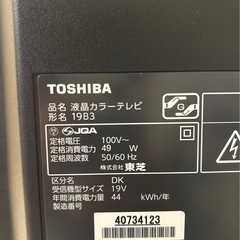 TOSHIBA
品名 液晶カラーテレビ
形名 19B3
G
JQA
定格電圧 100V~
定格消費電力 49 W
定格周波数 50/60 Hz
株式会社 東芝
区分 DK
受信機型サイズ 19V
年間消費電力量 44 kWh/年
製造番号
40734123